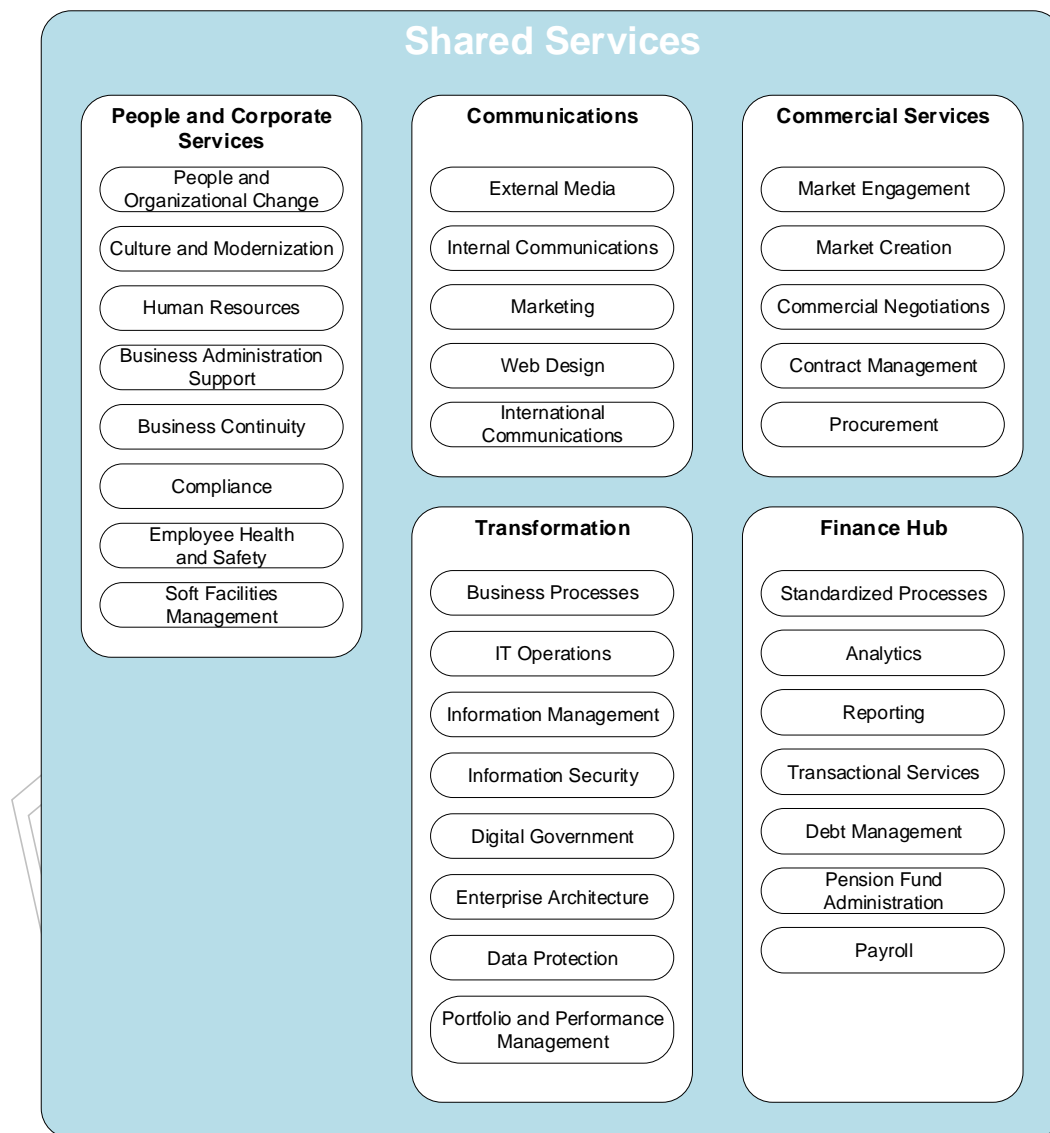 Shared Services
People and Corporate
Services
People and
Organizational Change
Culture and Modernization
Human Resources
Business Administration
Support
Business Continuity
Compliance
Employee Health
and Safety
Soft Facilities
Management
Communications
External Media
Internal Communications
Marketing
Web Design
International
Communications
Commercial Services
Market Engagement
Market Creation
Commercial Negotiations
Contract Management
Procurement
Transformation
Business Processes
IT Operations
Information Management
Information Security
Digital Government
Enterprise Architecture
Data Protection
Portfolio and Performance
Management
Finance Hub
Standardized Processes
Analytics
Reporting
Transactional Services
Debt Management
Pension Fund
Administration
Payroll